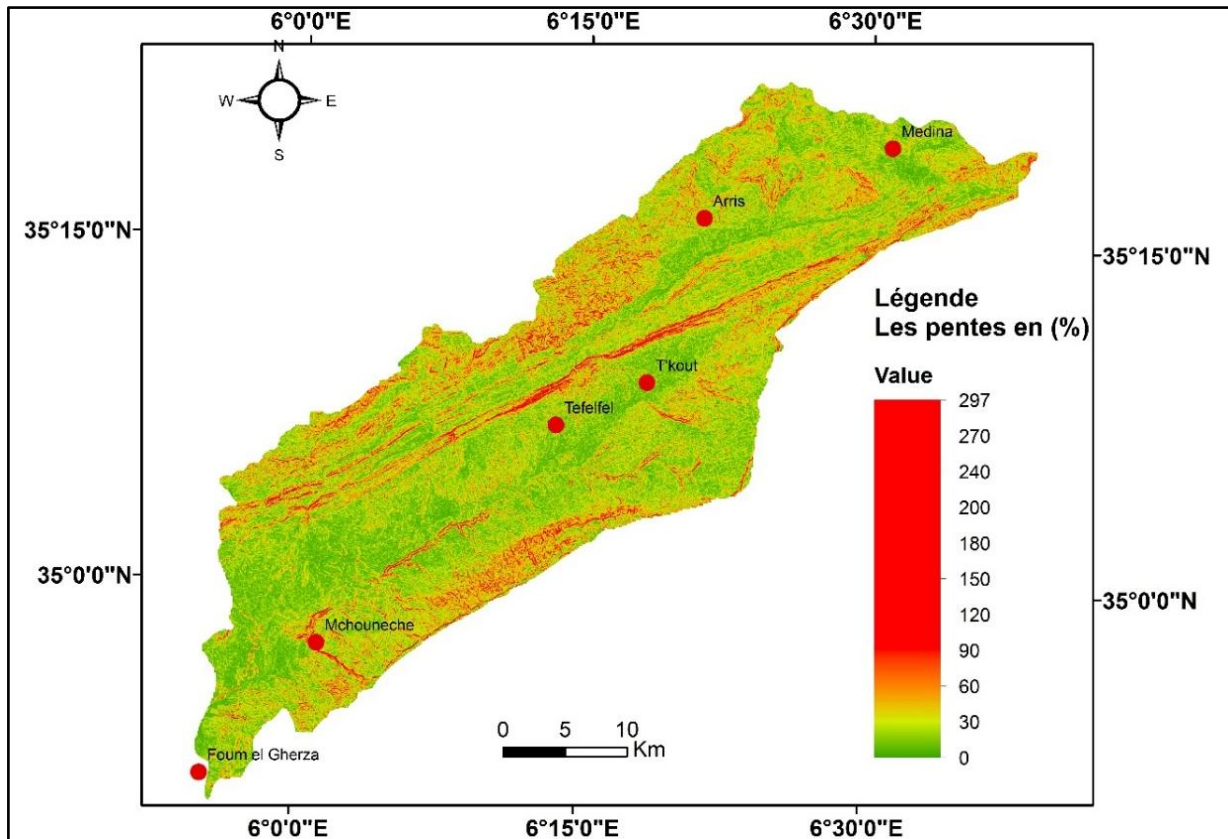 6°0'0"E 6°15'0"E 6°30'0"E
N
W E
S
Medina
Arris
35°15'0"N
35°15'0"N
Légende
Les pentes en (%)
T'kout
Value
Tefelfel
297
270
240
200
180
150
120
90
60
30
0
35°0'0"N
35°0'0"N
Mchouneche
0 5 10
Km
Foum el Gherza
6°0'0"E 6°15'0"E 6°30'0"E